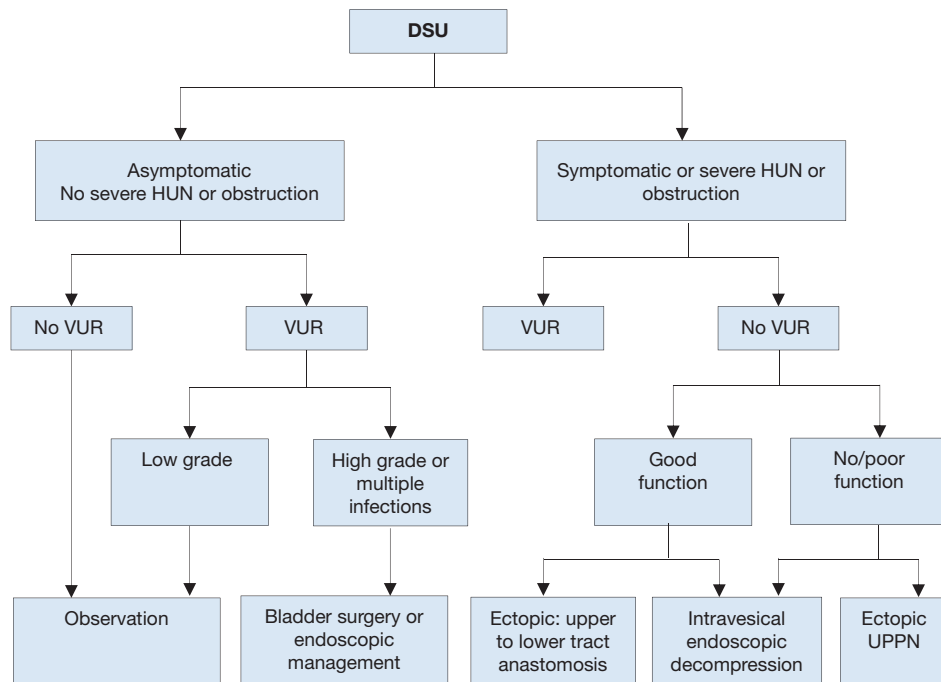 DSU
Asymptomatic
No severe HUN or obstruction
Symptomatic or severe HUN or
obstruction
No VUR
VUR
VUR
No VUR
Low grade
High grade or
multiple
infections
Good
function
No/poor
function
Observation
Bladder surgery or
endoscopic
management
Ectopic: upper
to lower tract
anastomosis
Intravesical
endoscopic
decompression
Ectopic
UPPN